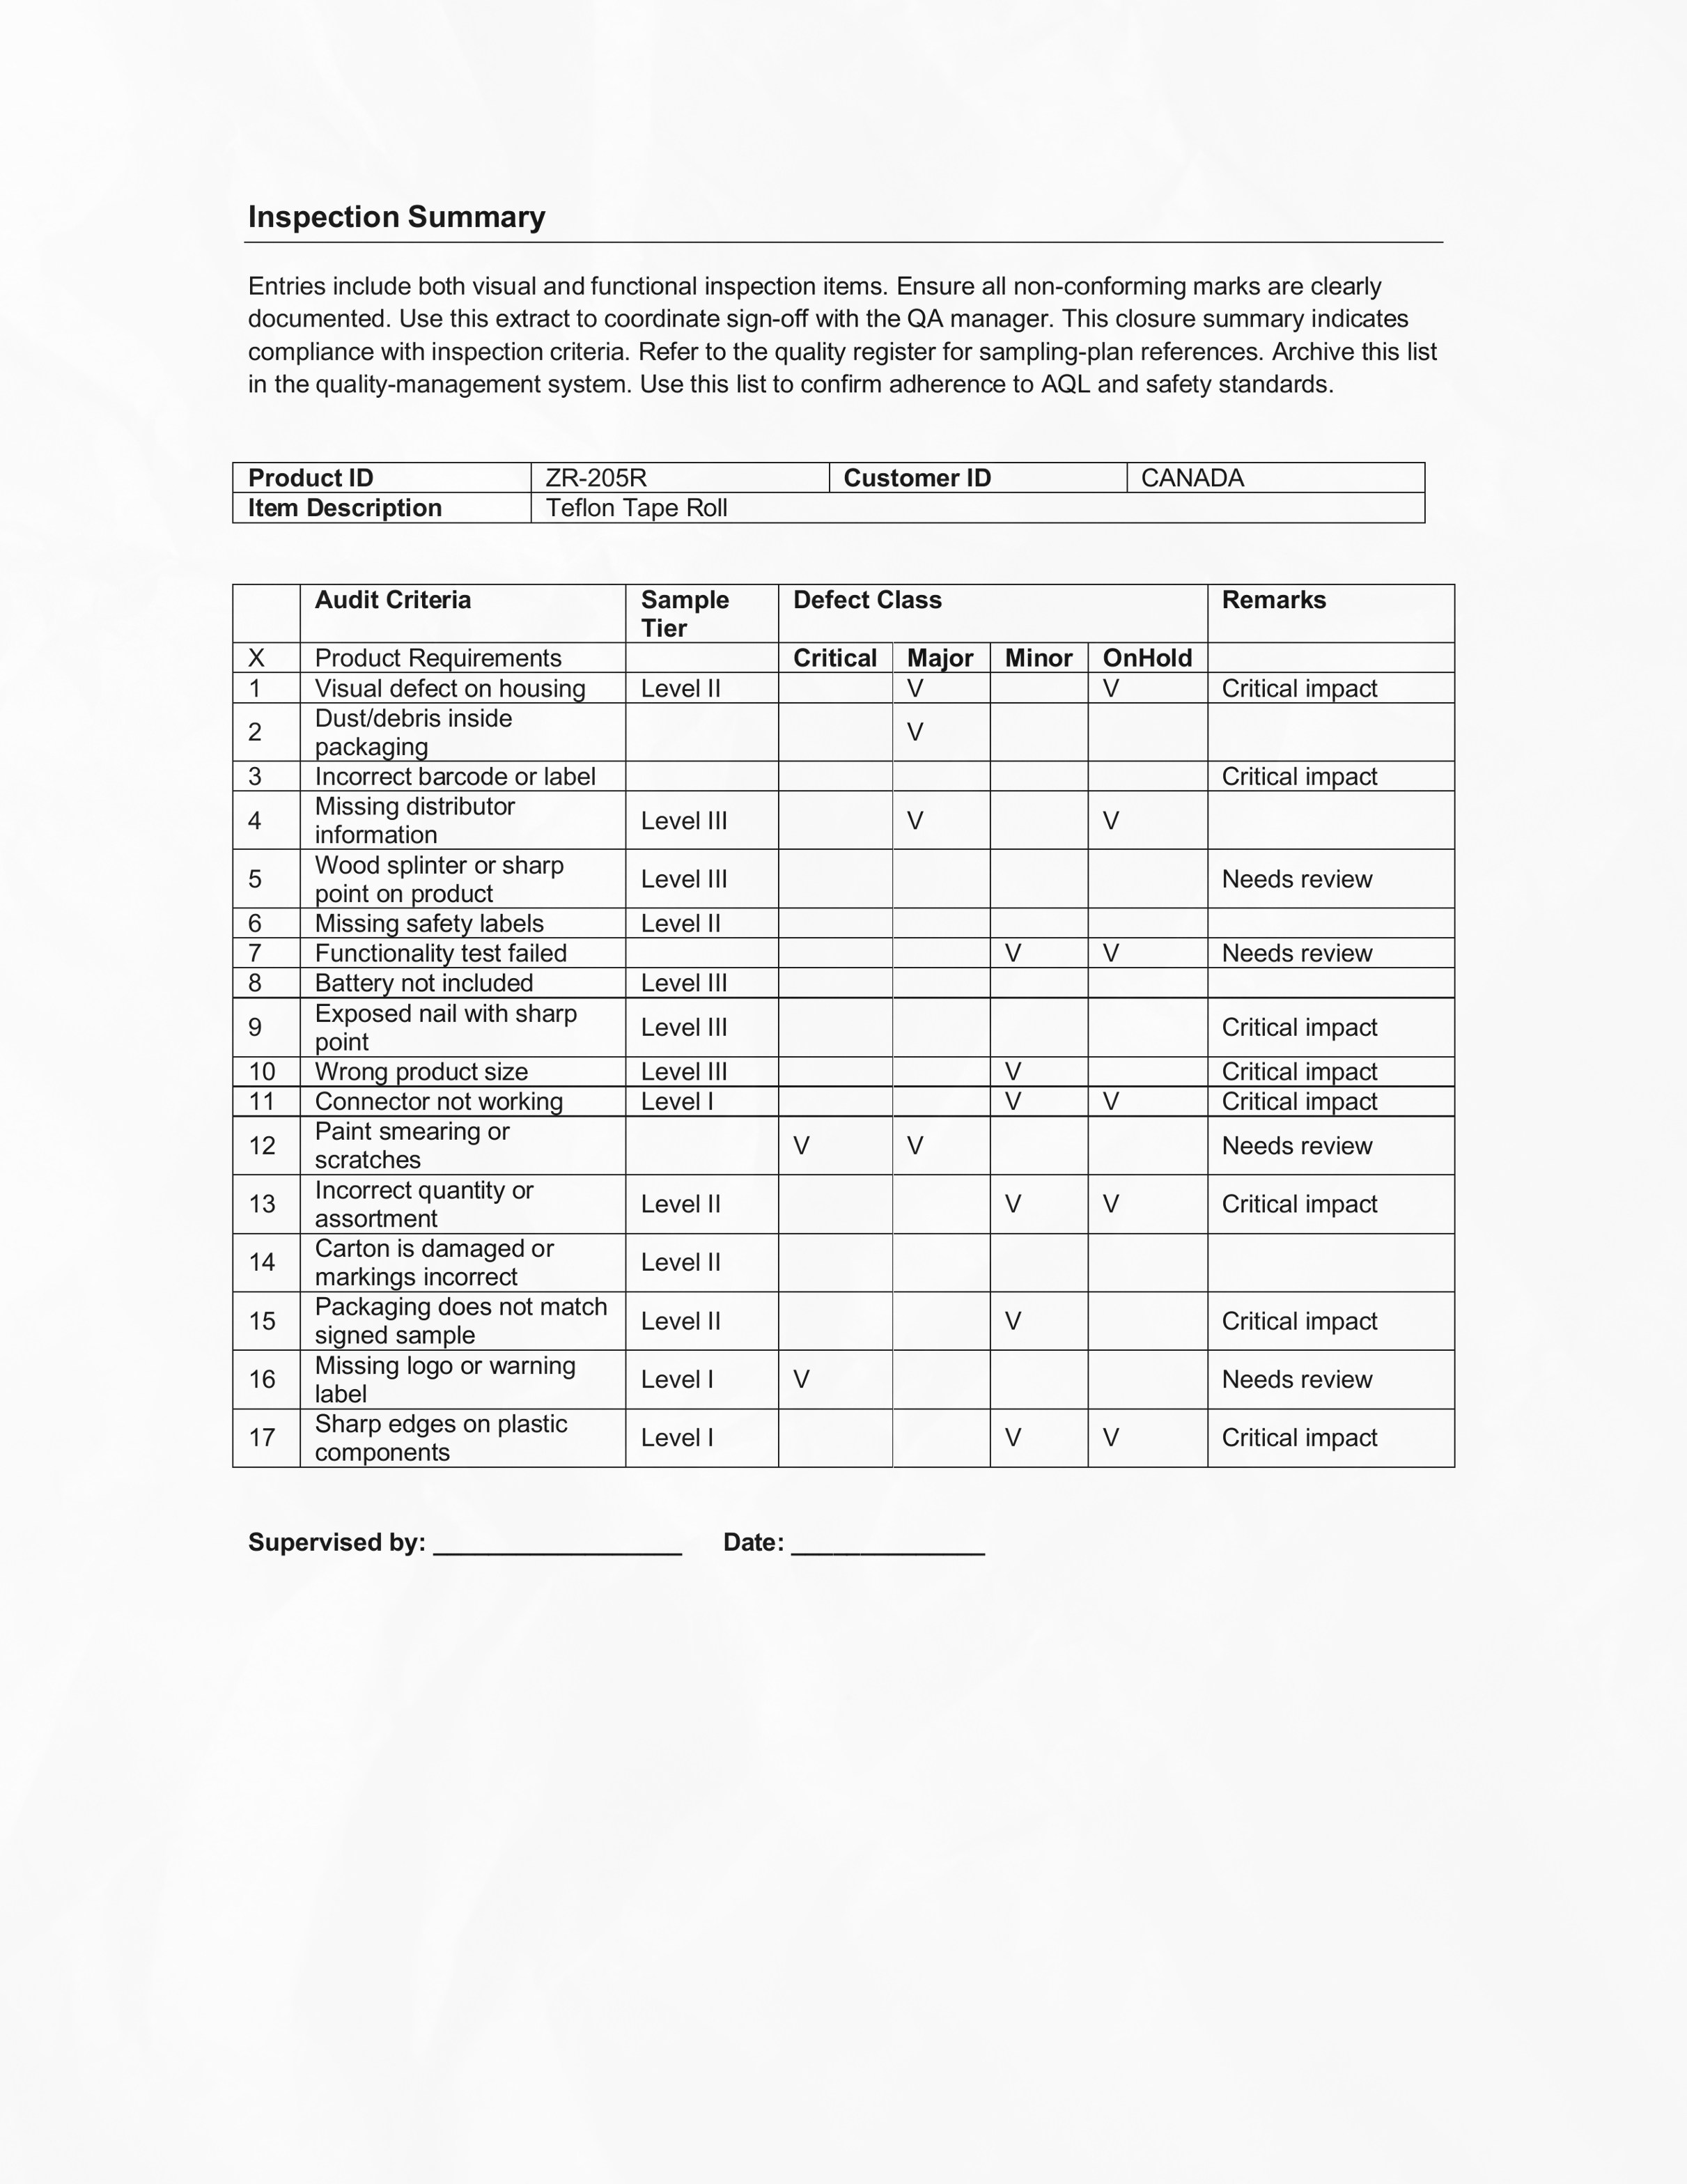 Inspection Summary
Entries include both visual and functional inspection items. Ensure all non-conforming marks are clearly
documented. Use this extract to coordinate sign-off with the QA manager. This closure summary indicates
compliance with inspection criteria. Refer to the quality register for sampling-plan references. Archive this list
in the quality-management system. Use this list to confirm adherence to AQL and safety standards.
Product ID ZR-205R Customer ID CANADA
Item Description Teflon Tape Roll
Audit Criteria Sample Defect Class Remarks
Tier
X Product Requirements Critical Major Minor OnHold
1 Visual defect on housing Level II V V Critical impact
Dust/debris inside
2 V
packaging
3 Incorrect barcode or label Critical impact
Missing distributor
4 Level III V V
information
Wood splinter or sharp
5 Level III Needs review
point on product
6 Missing safety labels Level II
7 Functionality test failed V V Needs review
8 Battery not included Level III
Exposed nail with sharp
9 Level III Critical impact
point
10 Wrong product size Level III V Critical impact
11 Connector not working Level I V V Critical impact
Paint smearing or
12 V V Needs review
scratches
Incorrect quantity or
13 Level II V V Critical impact
assortment
Carton is damaged or
14 Level II
markings incorrect
Packaging does not match
15 Level II V Critical impact
signed sample
Missing logo or warning
16 Level I V Needs review
label
Sharp edges on plastic
17 Level I V V Critical impact
components
Supervised by: __________________ Date: ______________